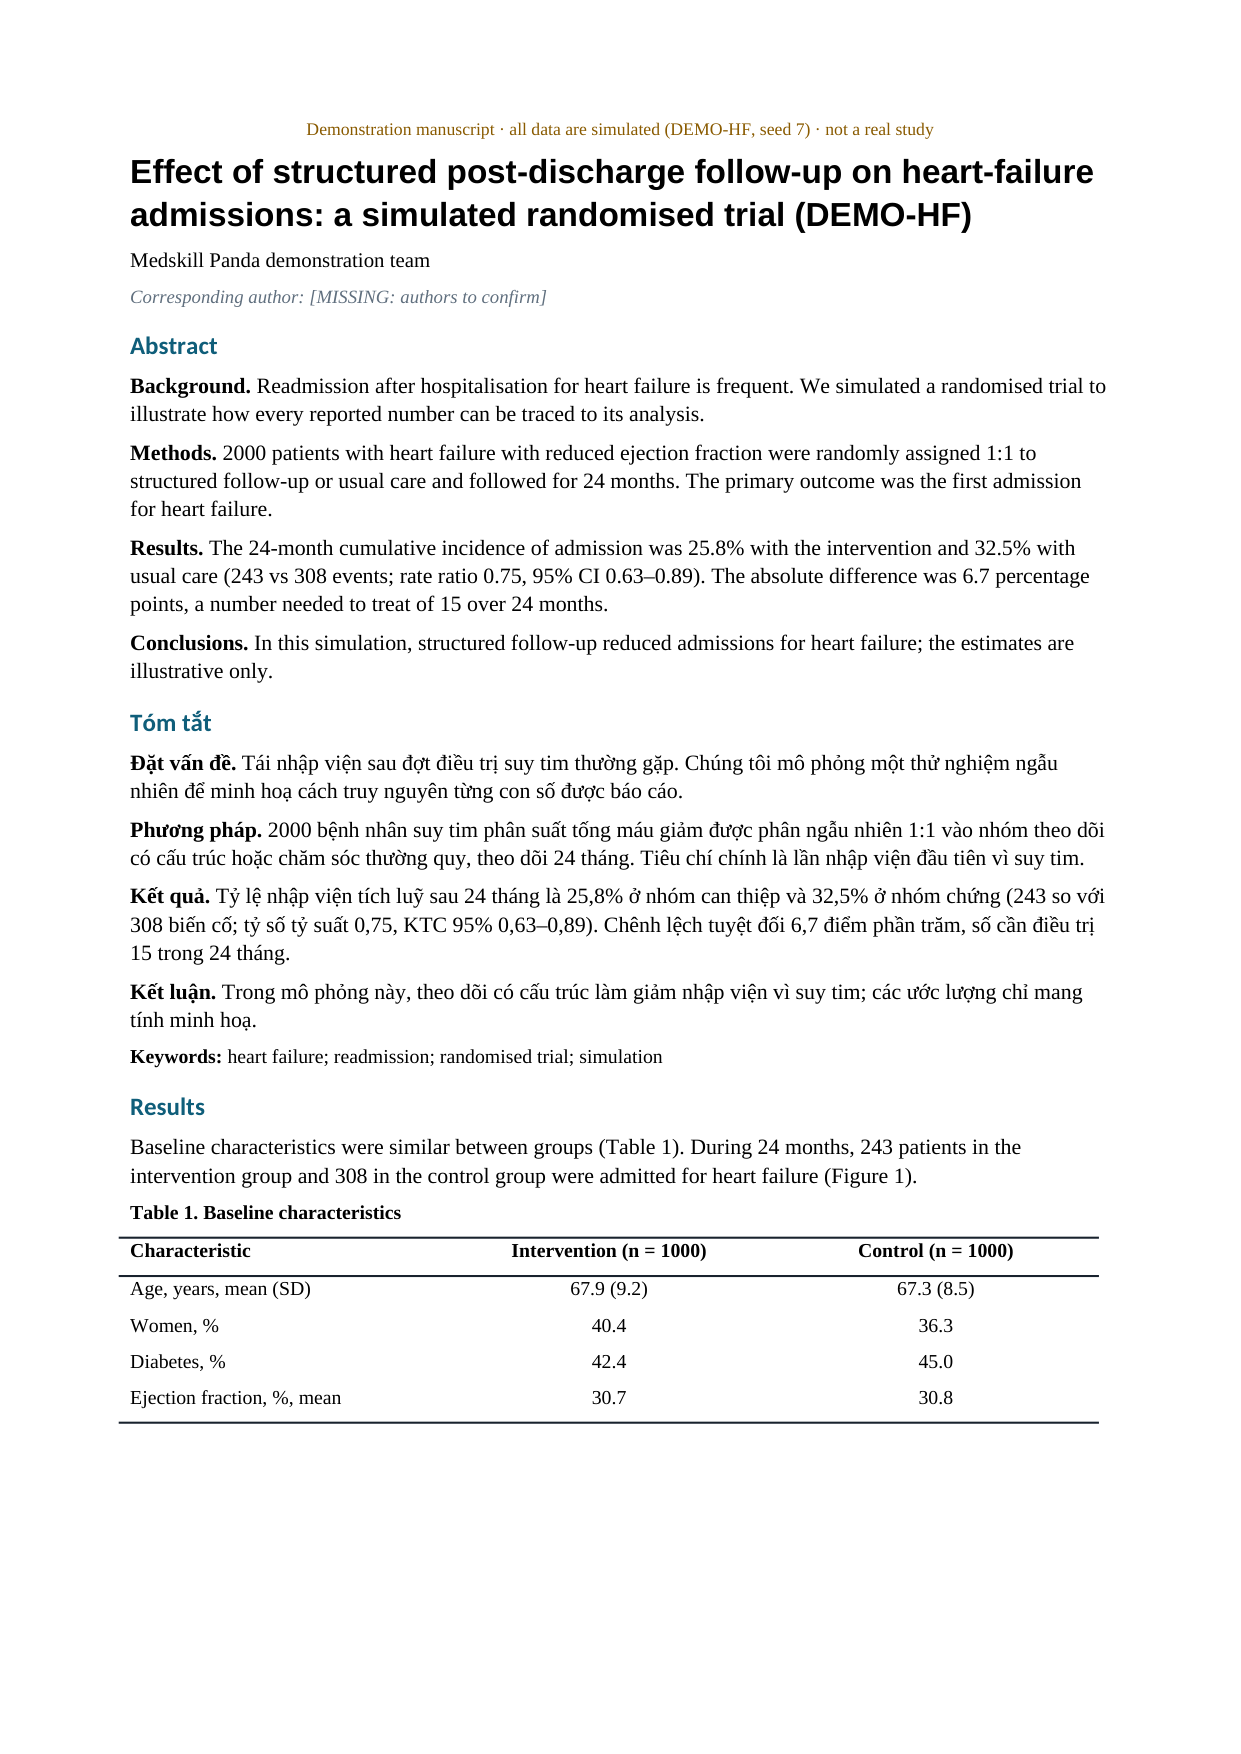 Demonstration manuscript · all data are simulated (DEMO-HF, seed 7) · not a real study
Effect of structured post-discharge follow-up on heart-failure
admissions: a simulated randomised trial (DEMO-HF)
Medskill Panda demonstration team
Corresponding author: [MISSING: authors to confirm]
Abstract
Background. Readmission after hospitalisation for heart failure is frequent. We simulated a randomised trial to
illustrate how every reported number can be traced to its analysis.
Methods. 2000 patients with heart failure with reduced ejection fraction were randomly assigned 1:1 to
structured follow-up or usual care and followed for 24 months. The primary outcome was the first admission
for heart failure.
Results. The 24-month cumulative incidence of admission was 25.8% with the intervention and 32.5% with
usual care (243 vs 308 events; rate ratio 0.75, 95% CI 0.63–0.89). The absolute difference was 6.7 percentage
points, a number needed to treat of 15 over 24 months.
Conclusions. In this simulation, structured follow-up reduced admissions for heart failure; the estimates are
illustrative only.
Tóm tắt
Đặt vấn đề. Tái nhập viện sau đợt điều trị suy tim thường gặp. Chúng tôi mô phỏng một thử nghiệm ngẫu
nhiên để minh hoạ cách truy nguyên từng con số được báo cáo.
Phương pháp. 2000 bệnh nhân suy tim phân suất tống máu giảm được phân ngẫu nhiên 1:1 vào nhóm theo dõi
có cấu trúc hoặc chăm sóc thường quy, theo dõi 24 tháng. Tiêu chí chính là lần nhập viện đầu tiên vì suy tim.
Kết quả. Tỷ lệ nhập viện tích luỹ sau 24 tháng là 25,8% ở nhóm can thiệp và 32,5% ở nhóm chứng (243 so với
308 biến cố; tỷ số tỷ suất 0,75, KTC 95% 0,63–0,89). Chênh lệch tuyệt đối 6,7 điểm phần trăm, số cần điều trị
15 trong 24 tháng.
Kết luận. Trong mô phỏng này, theo dõi có cấu trúc làm giảm nhập viện vì suy tim; các ước lượng chỉ mang
tính minh hoạ.
Keywords: heart failure; readmission; randomised trial; simulation
Results
Baseline characteristics were similar between groups (Table 1). During 24 months, 243 patients in the
intervention group and 308 in the control group were admitted for heart failure (Figure 1).
Table 1. Baseline characteristics
Characteristic Intervention (n = 1000) Control (n = 1000)
Age, years, mean (SD) 67.9 (9.2) 67.3 (8.5)
Women, % 40.4 36.3
Diabetes, % 42.4 45.0
Ejection fraction, %, mean 30.7 30.8